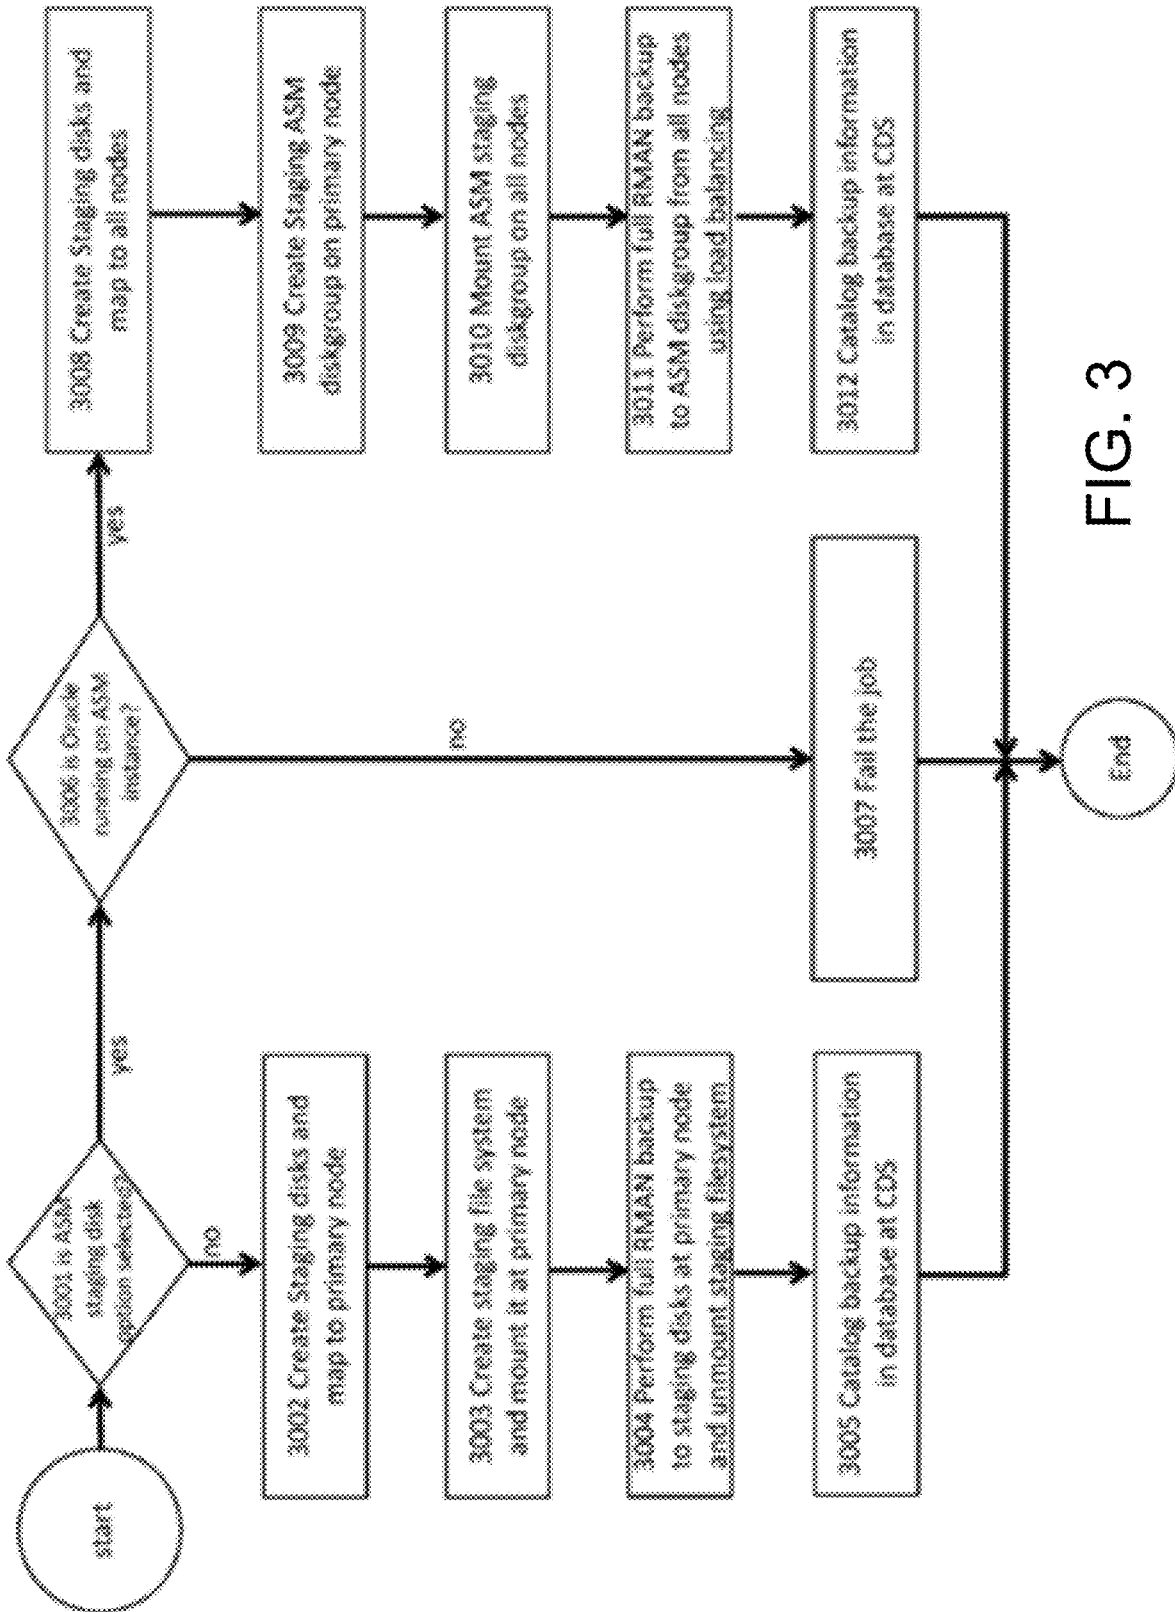 start
3001 is ASM
staging disk
option selected?
yes
no
3002 Create Staging disks and
map to primary node
3003 Create staging file system
and mount it at primary node
3004 Perform full RMAN backup
to staging disks at primary node
and unmount staging filesystem
3005 Catalog backup information
in database at CDS
3006 is Oracle
running on ASM
instance?
yes
no
3007 Fail the job
3008 Create Staging disks and
map to all nodes
3009 Create Staging ASM
diskgroup on primary node
3010 Mount ASM staging
diskgroup on all nodes
3011 Perform full RMAN backup
to ASM diskgroup from all nodes
using load balancing
3012 Catalog backup information
in database at CDS
End
FIG. 3